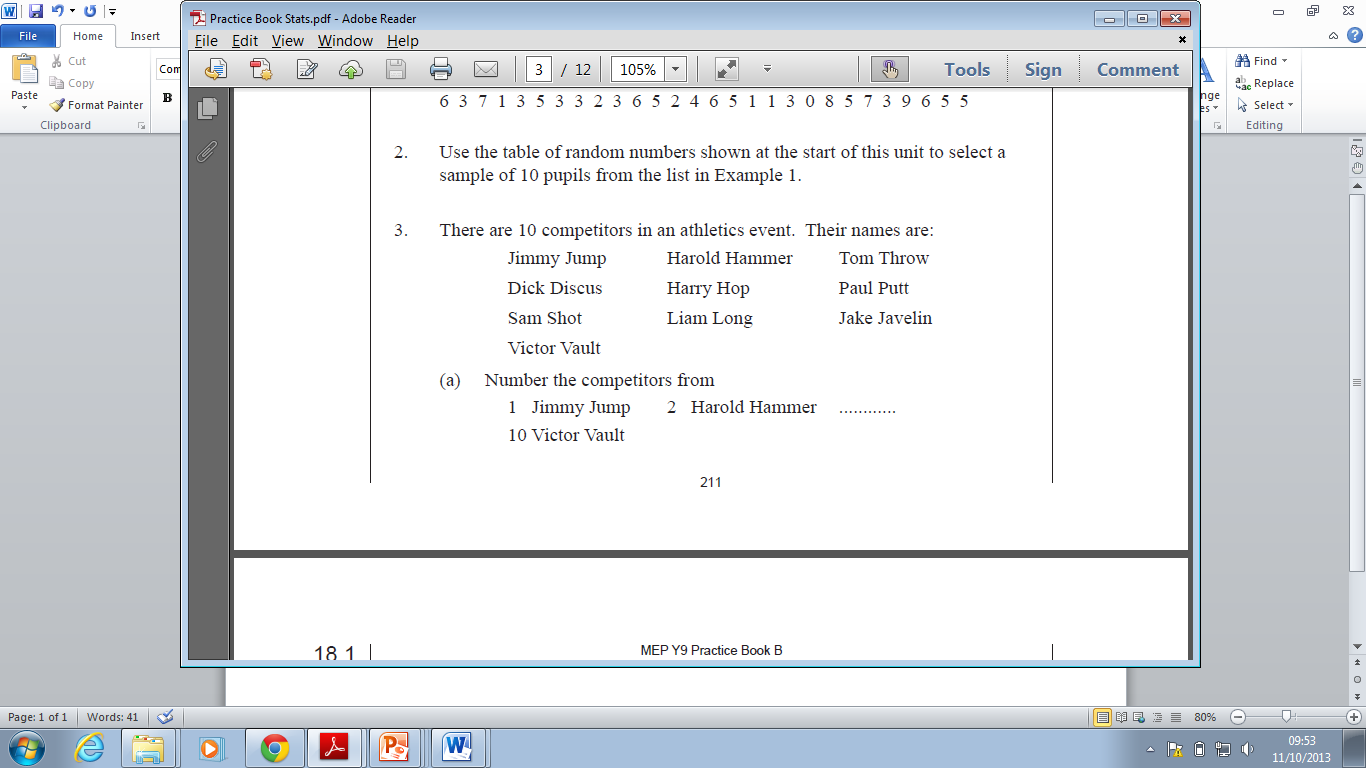 File Home Insert
Cut
Copy
Format Painter
Paste
Clipboard
Com
B
Practice Book Stats.pdf - Adobe Reader
File Edit View Window Help
3 / 12 105% Tools Sign Comment
Find
Replace
Select
Editing
nge
es
6 3 7 1 3 5 3 3 2 3 6 5 2 4 6 5 1 1 3 0 8 5 7 3 9 6 5 5
2. Use the table of random numbers shown at the start of this unit to select a
sample of 10 pupils from the list in Example 1.
3. There are 10 competitors in an athletics event. Their names are:
Jimmy Jump Harold Hammer Tom Throw
Dick Discus Harry Hop Paul Putt
Sam Shot Liam Long Jake Javelin
Victor Vault
(a) Number the competitors from
1 Jimmy Jump 2 Harold Hammer ............
10 Victor Vault
211
18.1 MEP Y9 Practice Book B
Page: 1 of 1 Words: 41 80%
09:53
11/10/2013